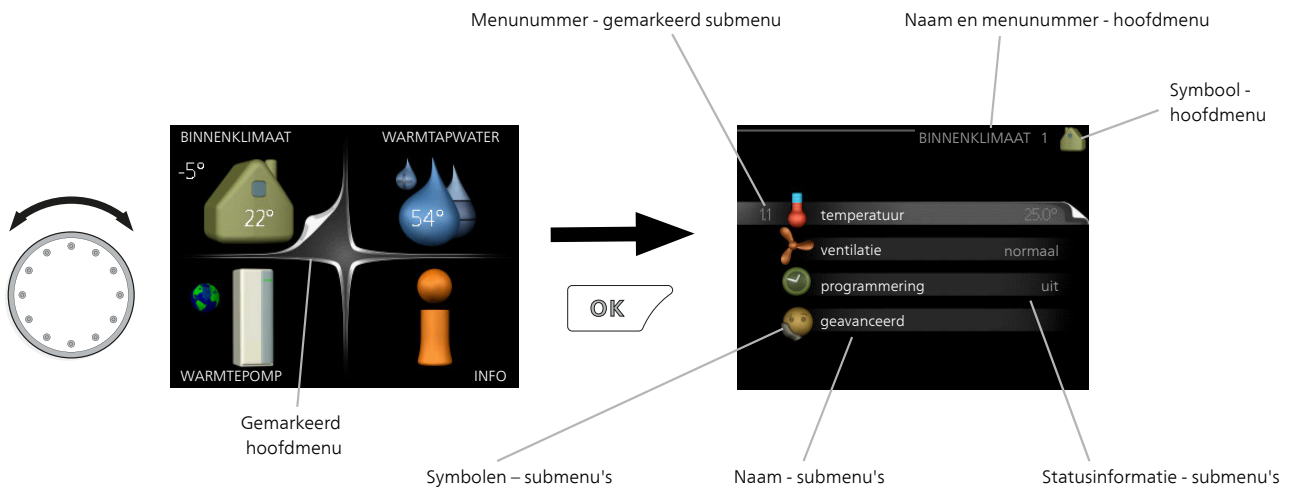 Menunummer - gemarkeerd submenu
Naam en menunummer - hoofdmenu
Symbool -
hoofdmenu
BINNENKLIMAAT
WARMTAPWATER
-5°
22°
54°
WARMTEPOMP
INFO
Gemarkeerd
hoofdmenu
OK
BINNENKLIMAAT 1
1.1 temperatuur 25.0°
ventilatie normaal
programmering uit
geavanceerd
Symbolen – submenu's
Naam - submenu's
Statusinformatie - submenu's